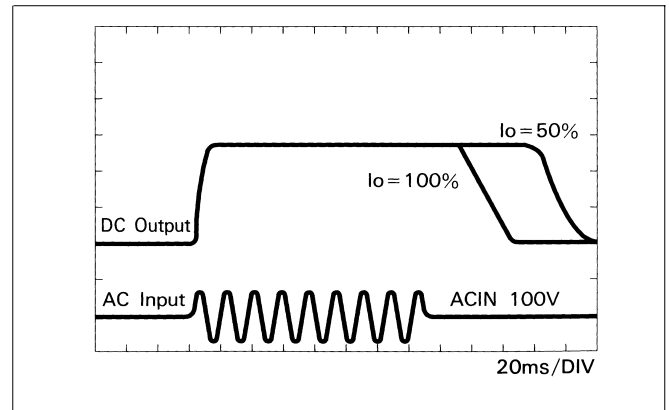 Io=50%
Io=100%
DC Output
AC Input
ACIN 100V
20ms/DIV